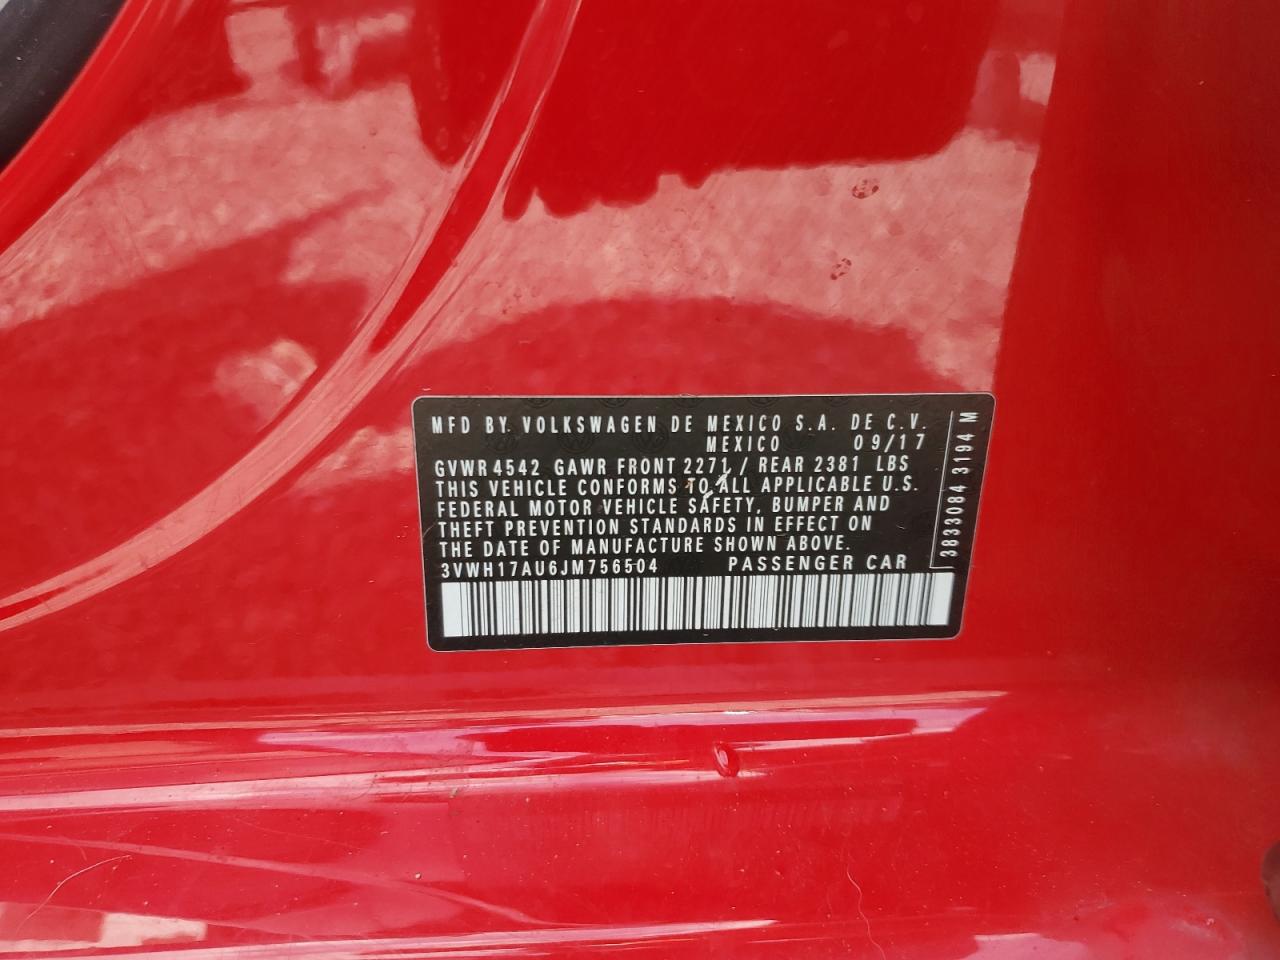 MFD BY. VOLKSWAGEN DE MEXICO S.A. DE C.V.
MEXICO 09/17
GVWR 4542 GAWR FRONT 2271 / REAR 2381 LBS
THIS VEHICLE CONFORMS TO ALL APPLICABLE U.S.
FEDERAL MOTOR VEHICLE SAFETY, BUMPER AND
THEFT PREVENTION STANDARDS IN EFFECT ON
THE DATE OF MANUFACTURE SHOWN ABOVE.
3VWH17AU6JM756504 PASSENGER CAR
3833084 3194 M